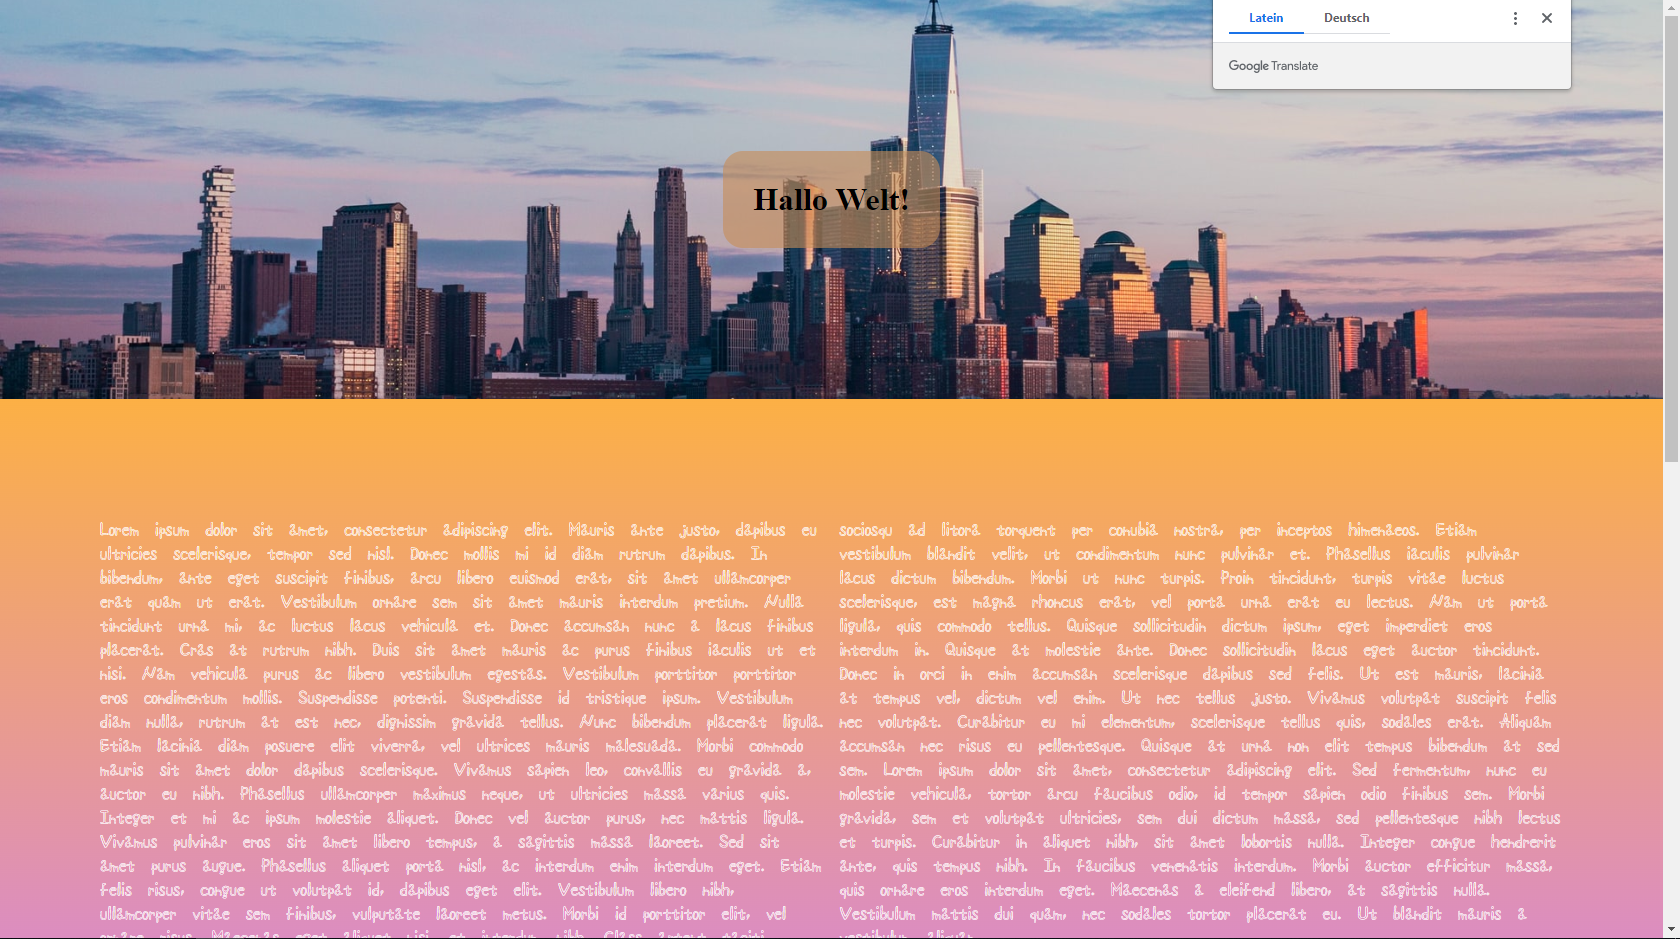 Latein Deutsch
Google Translate
Hallo Welt!
Lorem ipsum dolor sit amet, consectetur adipiscing elit. Mauris ante justo, dapibus eu
ultricies scelerisque, tempor sed nisl. Donec mollis mi id diam rutrum dapibus. In
bibendum, ante eget suscipit finibus, arcu libero euismod erat, sit amet ullamcorper
erat quam ut erat. Vestibulum ornare sem sit amet mauris interdum pretium. Nulla
tincidunt urna mi, ac luctus lacus vehicula et. Donec accumsan nunc a lacus finibus
placerat. Cras at rutrum nibh. Duis sit amet mauris ac purus finibus iaculis ut et
nisi. Nam vehicula purus ac libero vestibulum egestas. Vestibulum porttitor porttitor
eros condimentum mollis. Suspendisse potenti. Suspendisse id tristique ipsum. Vestibulum
diam nulla, rutrum at est nec, dignissim gravida tellus. Nunc bibendum placerat ligula.
Etiam lacinia diam posuere elit viverra, vel ultrices mauris malesuada. Morbi commodo
mauris sit amet dolor dapibus scelerisque. Vivamus sapien leo, convallis eu gravida a,
auctor eu nibh. Phasellus ullamcorper maximus neque, ut ultricies massa varius quis.
Integer et mi ac ipsum molestie aliquet. Donec vel auctor purus, nec mattis ligula.
Vivamus pulvinar eros sit amet libero tempus, a sagittis massa laoreet. Sed sit
amet purus augue. Phasellus aliquet porta nisl, ac interdum enim interdum eget. Etiam
felis risus, congue ut volutpat id, dapibus eget elit. Vestibulum libero nibh,
ullamcorper vitae sem finibus, vulputate laoreet metus. Morbi id porttitor elit, vel
ornare risus. Maecenas eget aliquet nisi, et interdum nibh. Class aptent taciti
sociosqu ad litora torquent per conubia nostra, per inceptos himenaeos. Etiam
vestibulum blandit velit, ut condimentum nunc pulvinar et. Phasellus iaculis pulvinar
lacus dictum bibendum. Morbi ut nunc turpis. Proin tincidunt, turpis vitae luctus
scelerisque, est magna rhoncus erat, vel porta urna erat eu lectus. Nam ut porta
ligula, quis commodo tellus. Quisque sollicitudin dictum ipsum, eget imperdiet eros
interdum in. Quisque at molestie ante. Donec sollicitudin lacus eget auctor tincidunt.
Donec in orci in enim accumsan scelerisque dapibus sed felis. Ut est mauris, lacinia
at tempus vel, dictum vel enim. Ut nec tellus justo. Vivamus volutpat suscipit felis
nec volutpat. Curabitur eu mi elementum, scelerisque tellus quis, sodales erat. Aliquam
accumsan nec risus eu pellentesque. Quisque at urna non elit tempus bibendum at sed
sem. Lorem ipsum dolor sit amet, consectetur adipiscing elit. Sed fermentum, nunc eu
molestie vehicula, tortor arcu faucibus odio, id tempor sapien odio finibus sem. Morbi
gravida, sem et volutpat ultricies, sem dui dictum massa, sed pellentesque nibh lectus
et turpis. Curabitur in aliquet nibh, sit amet lobortis nulla. Integer congue hendrerit
ante, quis tempus nibh. In faucibus venenatis interdum. Morbi auctor efficitur massa,
quis ornare eros interdum eget. Maecenas a eleifend libero, at sagittis nulla.
Vestibulum mattis dui quam, nec sodales tortor placerat eu. Ut blandit mauris a
vestibulum aliquam.